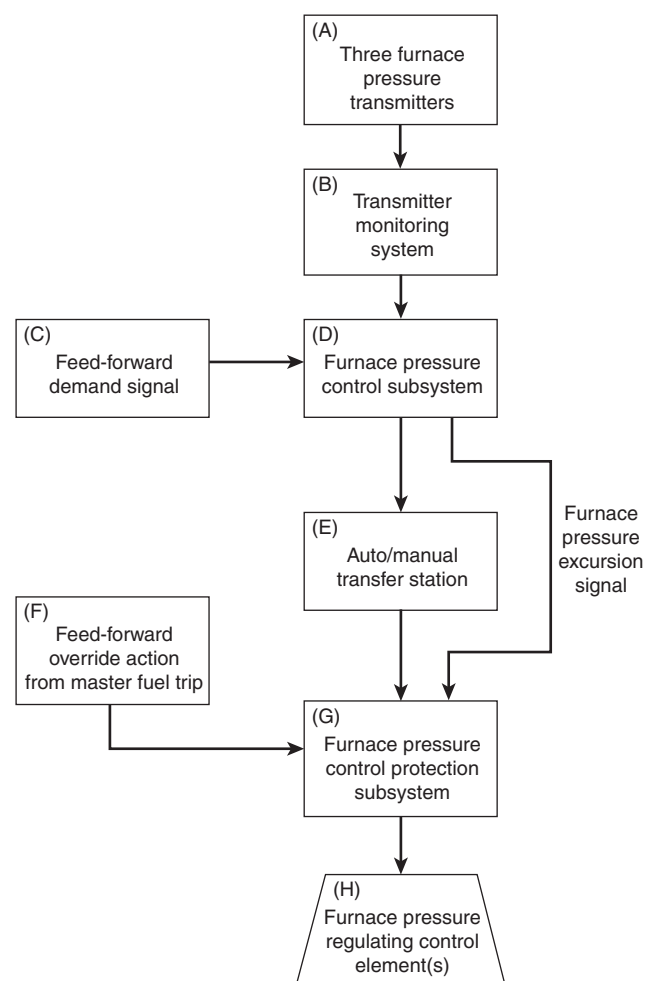 (A)
Three furnace
pressure
transmitters
(B)
Transmitter
monitoring
system
(C)
Feed-forward
demand signal
(D)
Furnace pressure
control subsystem
(E)
Auto/manual
transfer station
Furnace
pressure
excursion
signal
(F)
Feed-forward
override action
from master fuel trip
(G)
Furnace pressure
control protection
subsystem
(H)
Furnace pressure
regulating control
element(s)